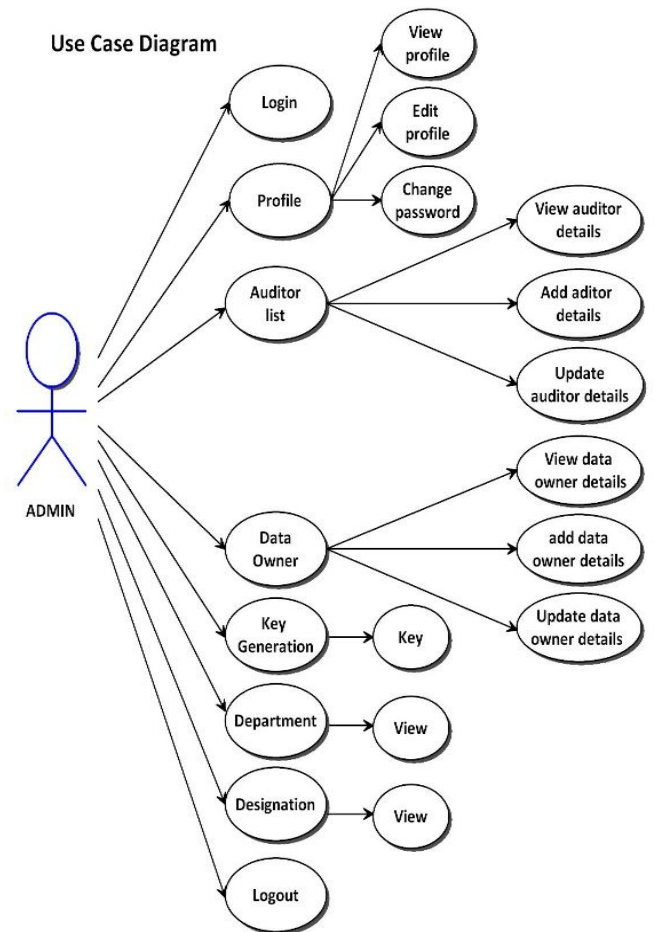 Use Case Diagram
View
profile
Login
Edit
profile
Profile
Change
password
View auditor
details
Auditor
list
Add aditor
details
Update
auditor details
ADMIN
View data
owner details
Data
Owner
add data
owner details
Update data
owner details
Key
Generation
Key
Department
View
Designation
View
Logout